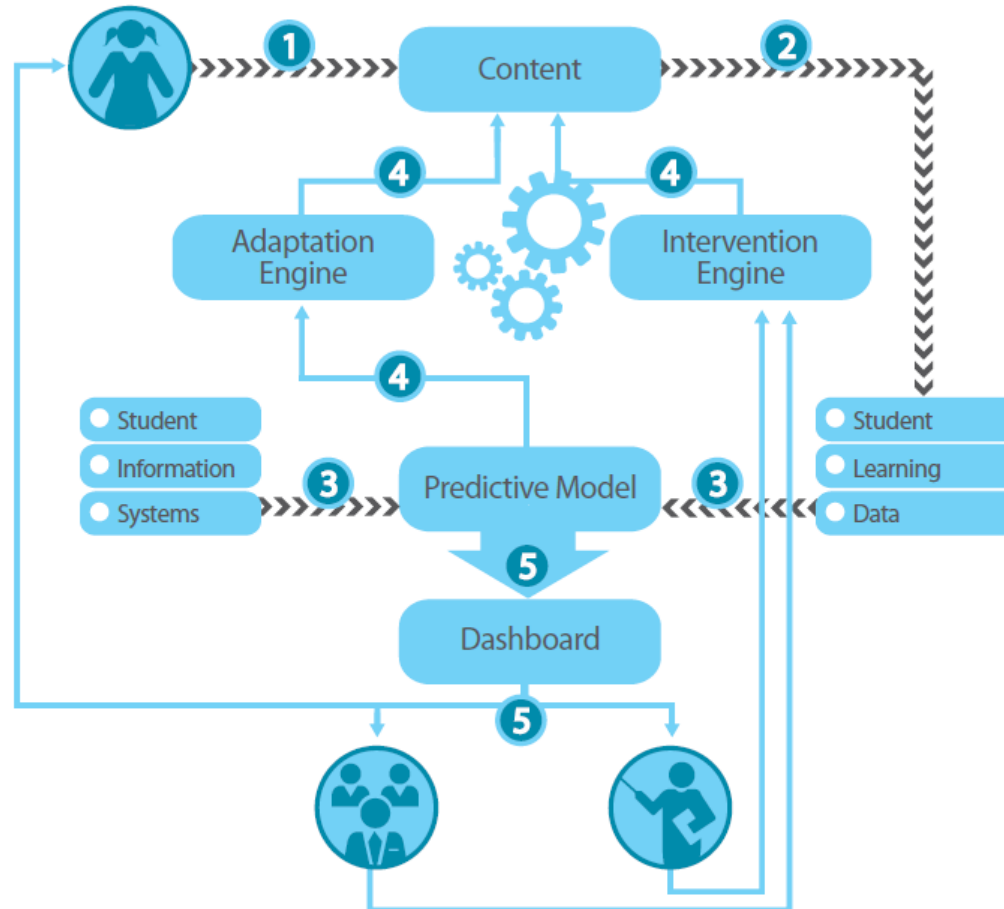 1
Content
2
4
4
Adaptation
Engine
Intervention
Engine
4
Student
Information
Systems
3
Predictive Model
3
Student
Learning
Data
5
Dashboard
5